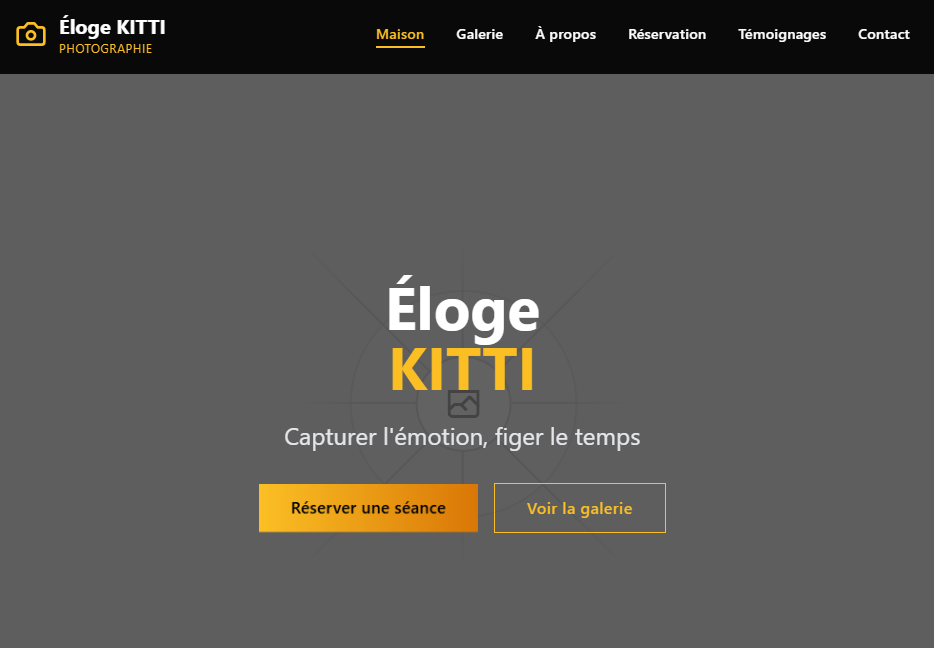 Éloge KITTI
PHOTOGRAPHIE
Maison Galerie À propos Réservation Témoignages Contact
Éloge
KITTI
Capturer l'émotion, figer le temps
Réserver une séance Voir la galerie